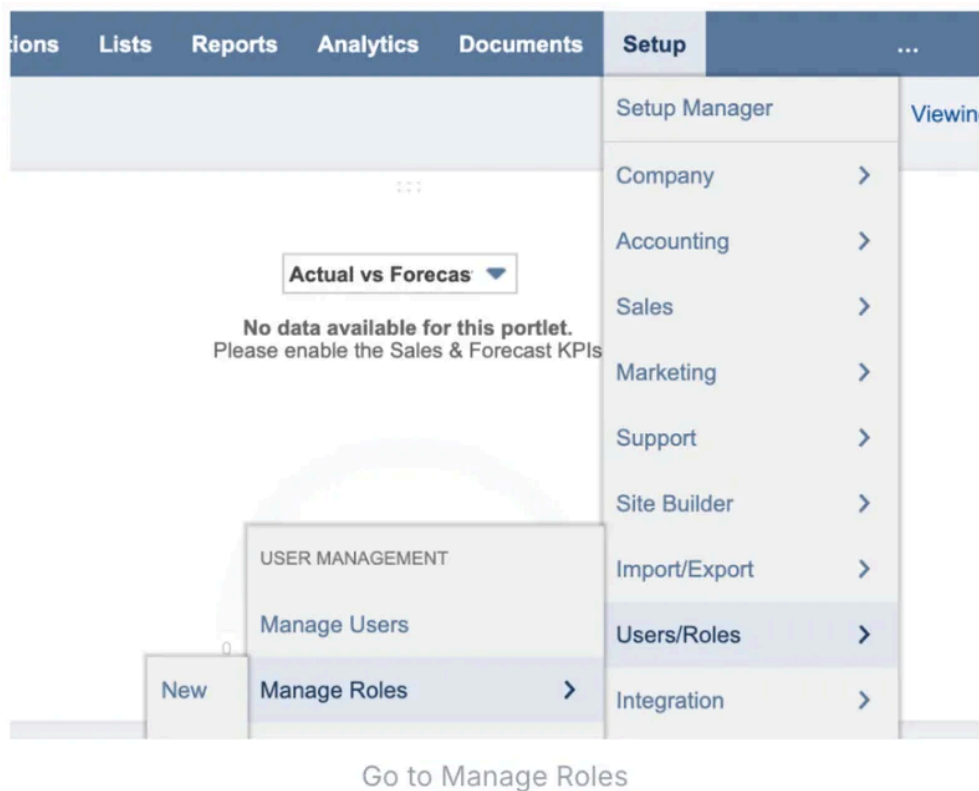 tions Lists Reports Analytics Documents Setup ...
Setup Manager
Viewing
Company
Accounting
Actual vs Forecas
Sales
No data available for this portlet.
Please enable the Sales & Forecast KPIs
Marketing
Support
Site Builder
USER MANAGEMENT
Import/Export
Manage Users
Users/Roles
0
New
Manage Roles
Integration
Go to Manage Roles